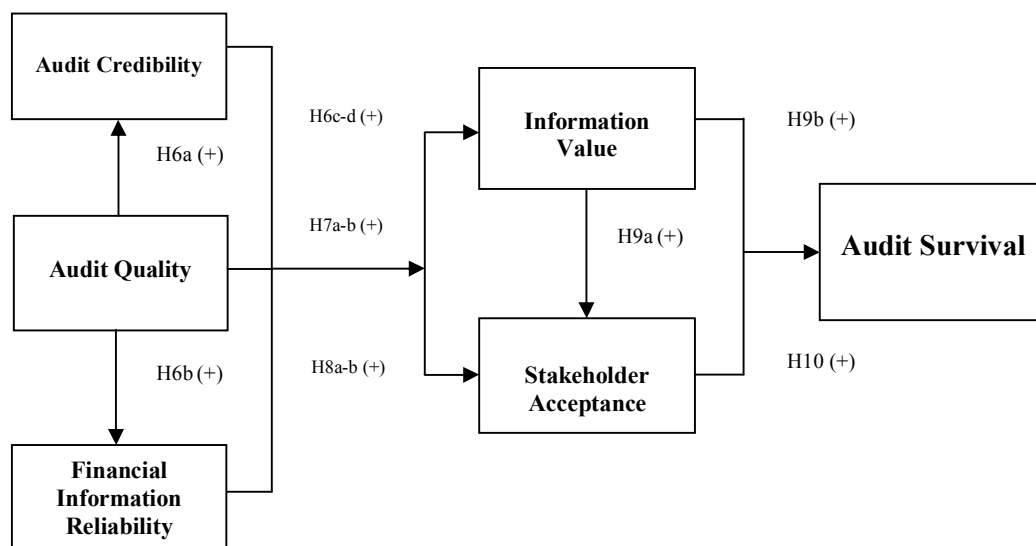 Audit Credibility
H6a (+)
Audit Quality
H6b (+)
Financial
Information
Reliability
H6c-d (+)
H7a-b (+)
H8a-b (+)
Information
Value
H9a (+)
Stakeholder
Acceptance
H9b (+)
H10 (+)
Audit Survival